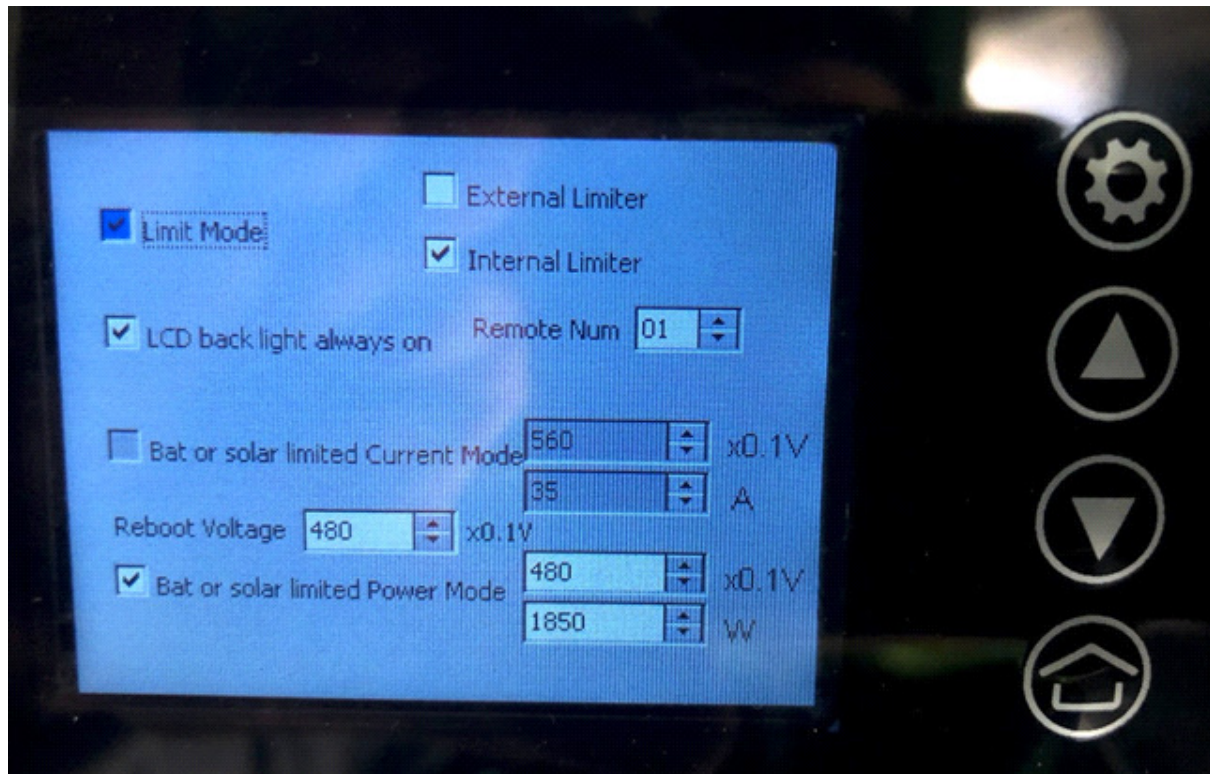 External Limiter
Limit Mode
Internal Limiter
LCD back light always on Remote Num 01
Bat or solar limited Current Mode 560 x0.1V
35 A
Reboot Voltage 480 x0.1V
Bat or solar limited Power Mode 480 x0.1V
1850 W